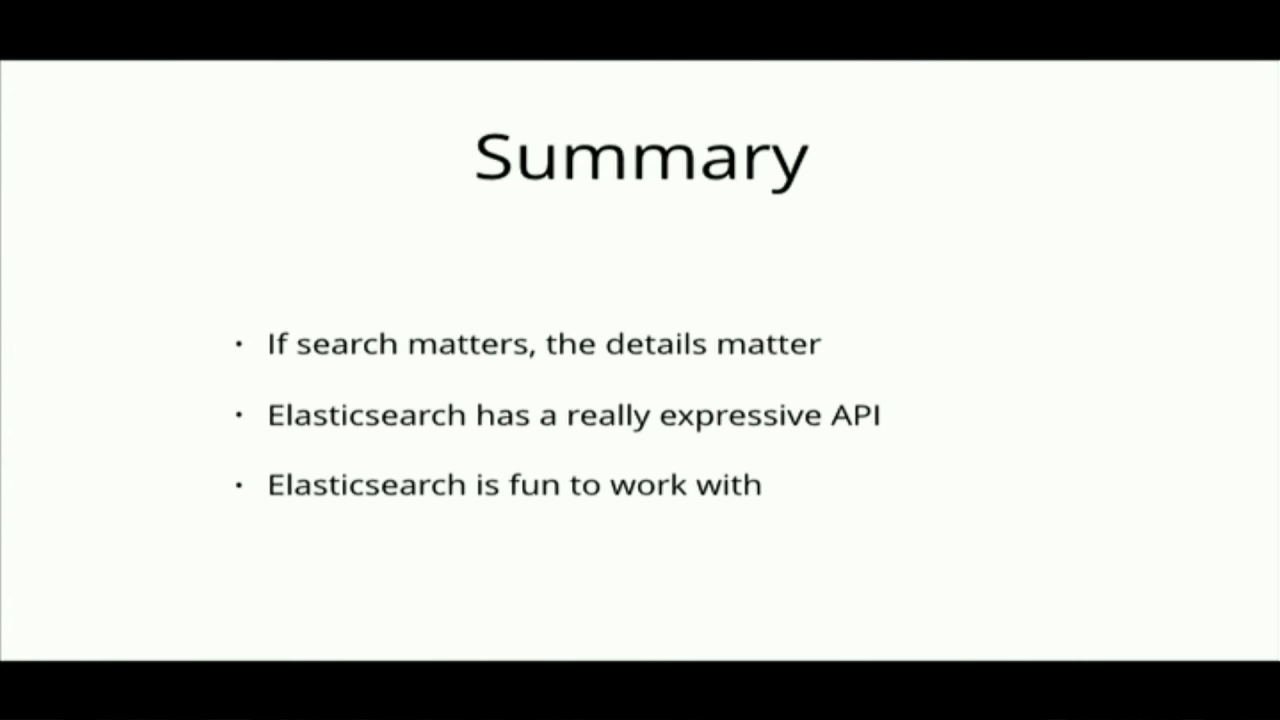 Summary
· If search matters, the details matter
· Elasticsearch has a really expressive API
· Elasticsearch is fun to work with